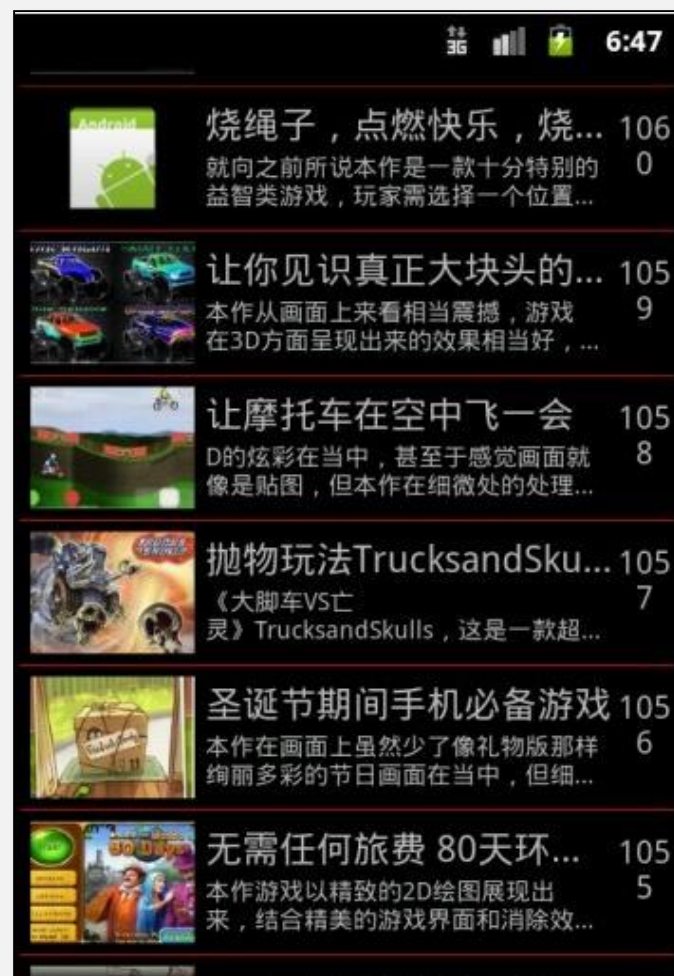 3G 6:47
Android
烧绳子，点燃快乐，烧... 106
0
就向之前所说本作是一款十分特别的
益智类游戏，玩家需选择一个位置...
让你见识真正大块头的... 105
9
本作从画面上来看相当震撼，游戏
在3D方面呈现出来的效果相当好，...
让摩托车在空中飞一会 105
8
D的炫彩在当中，甚至于感觉画面就
像是贴图，但本作在细微处的处理...
抛物玩法TrucksandSku... 105
7
《大脚车VS亡
灵》TrucksandSkulls，这是一款超...
圣诞节期间手机必备游戏 105
6
本作在画面上虽然少了像礼物版那样
绚丽多彩的节日画面在当中，但细...
无需任何旅费 80天环... 105
5
本作游戏以精致的2D绘图展现出
来，结合精美的游戏界面和消除效...
80 Days